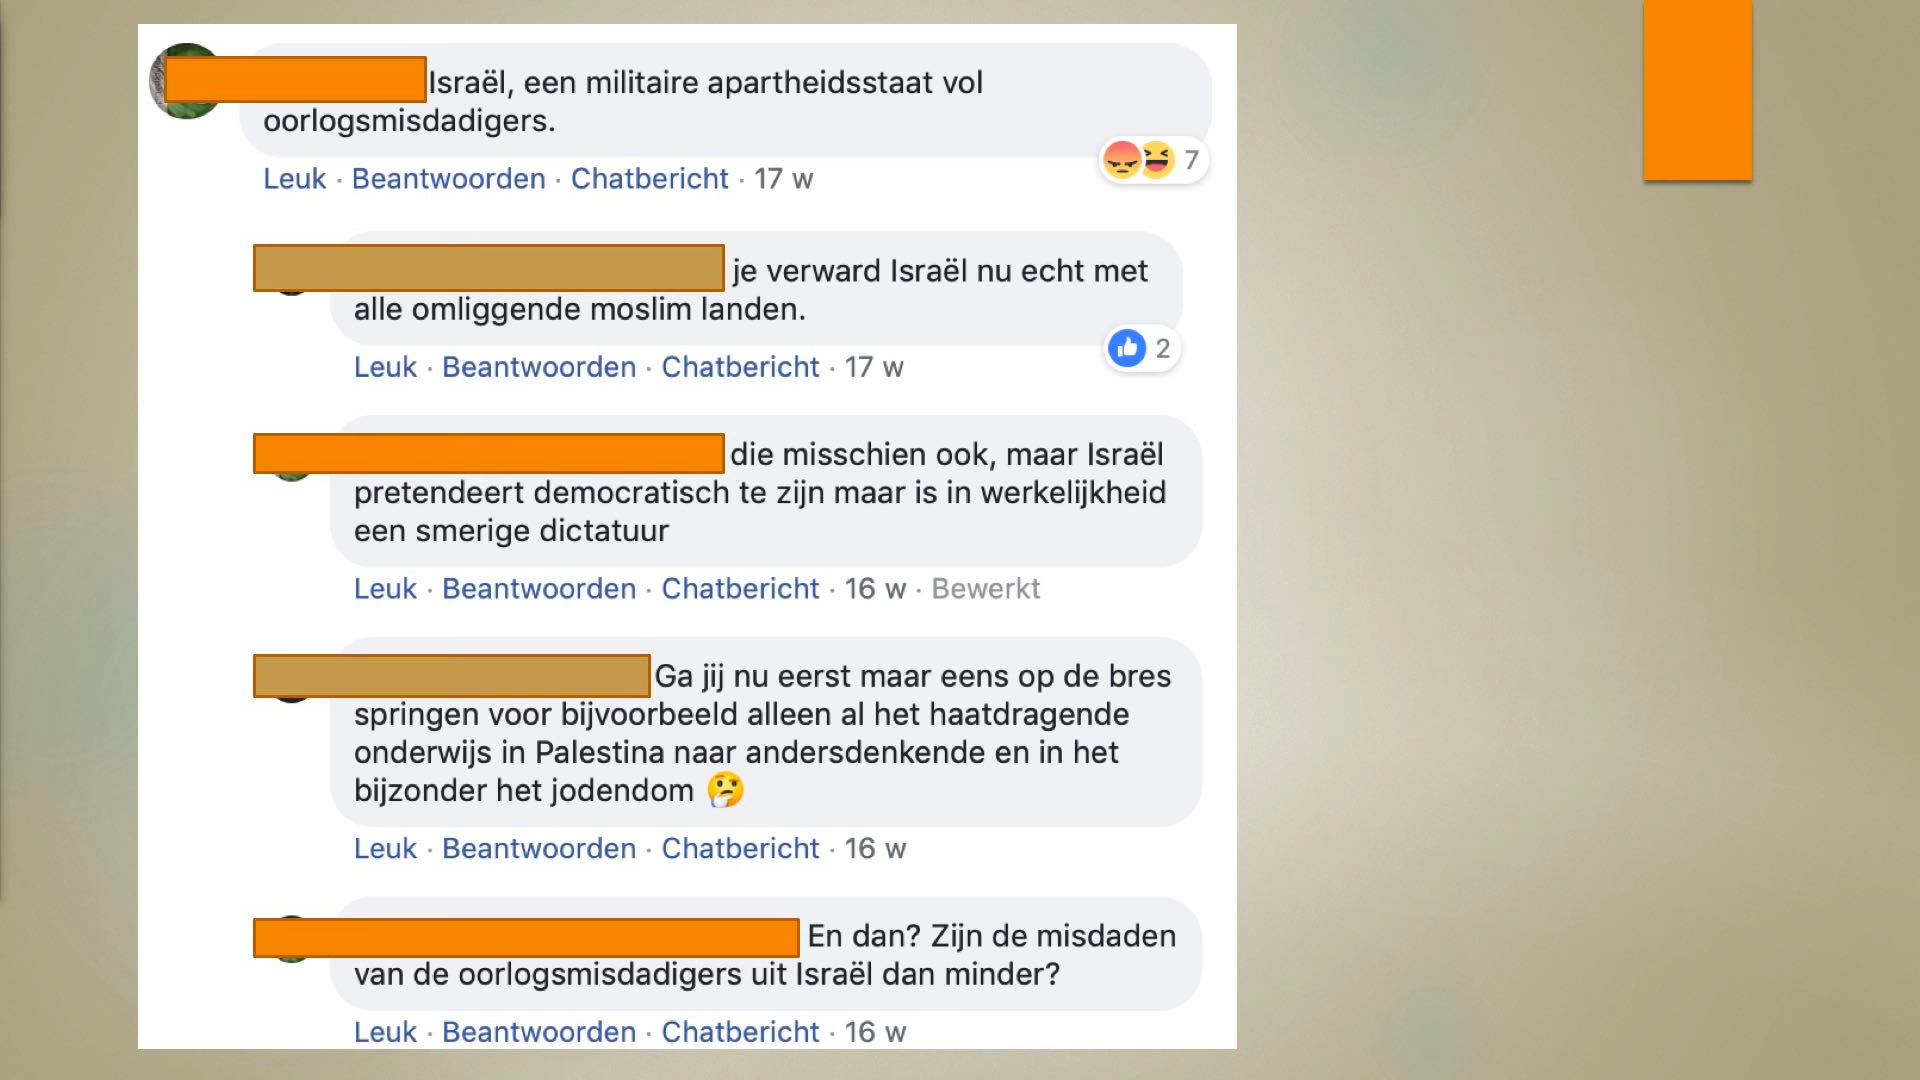 Israël, een militaire apartheidsstaat vol
oorlogsmisdadigers.
7
Leuk · Beantwoorden · Chatbericht · 17 w
je verward Israël nu echt met
alle omliggende moslim landen.
2
Leuk · Beantwoorden · Chatbericht · 17 w
die misschien ook, maar Israël
pretendeert democratisch te zijn maar is in werkelijkheid
een smerige dictatuur
Leuk · Beantwoorden · Chatbericht · 16 w · Bewerkt
Ga jij nu eerst maar eens op de bres
springen voor bijvoorbeeld alleen al het haatdragende
onderwijs in Palestina naar andersdenkende en in het
bijzonder het jodendom 🤔
Leuk · Beantwoorden · Chatbericht · 16 w
En dan? Zijn de misdaden
van de oorlogsmisdadigers uit Israël dan minder?
Leuk · Beantwoorden · Chatbericht · 16 w